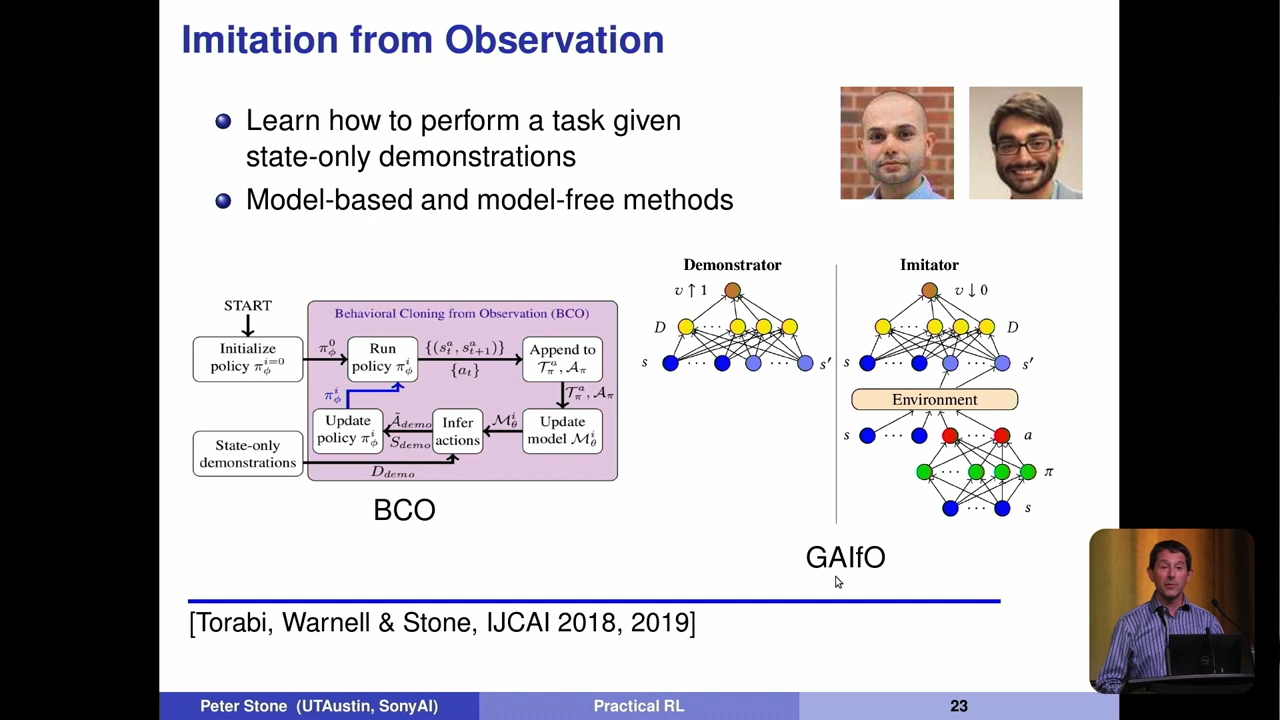 Imitation from Observation
Learn how to perform a task given
state-only demonstrations
Model-based and model-free methods
START
Initialize
policy π_ϕ^{i=0}
π_ϕ^0
Behavioral Cloning from Observation (BCO)
Run
policy π_ϕ^i
{(s_t^a, s_{t+1}^a)}
{a_t}
Append to
𝒯_π^a, 𝒜_π
𝒯_π^a, 𝒜_π
π_ϕ^i
Update
policy π_ϕ^i
Ã_demo
S_demo
Infer
actions
ℳ_θ^i
Update
model ℳ_θ^i
State-only
demonstrations
D_demo
BCO
Demonstrator
υ ↑ 1
D
s
s′
Imitator
υ ↓ 0
D
s
s′
Environment
s
a
π
s
GAIfO
[Torabi, Warnell & Stone, IJCAI 2018, 2019]
Peter Stone (UTAustin, SonyAI)
Practical RL
23